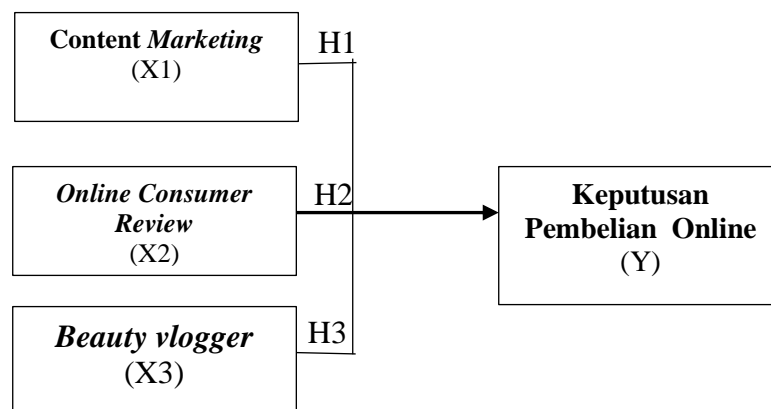 Content Marketing
(X1)
H1
Online Consumer
Review
(X2)
H2
Keputusan
Pembelian Online
(Y)
Beauty vlogger
(X3)
H3